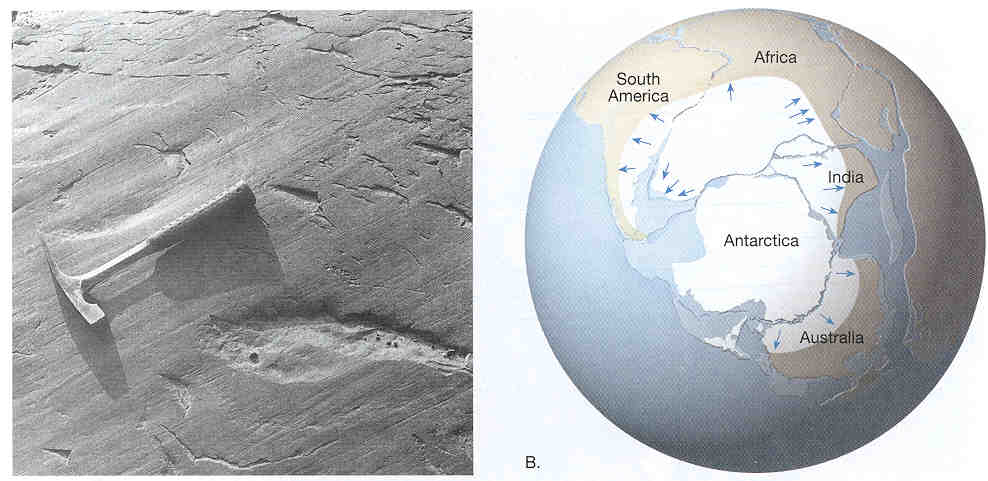 Africa
South
America
India
Antarctica
Australia
B.